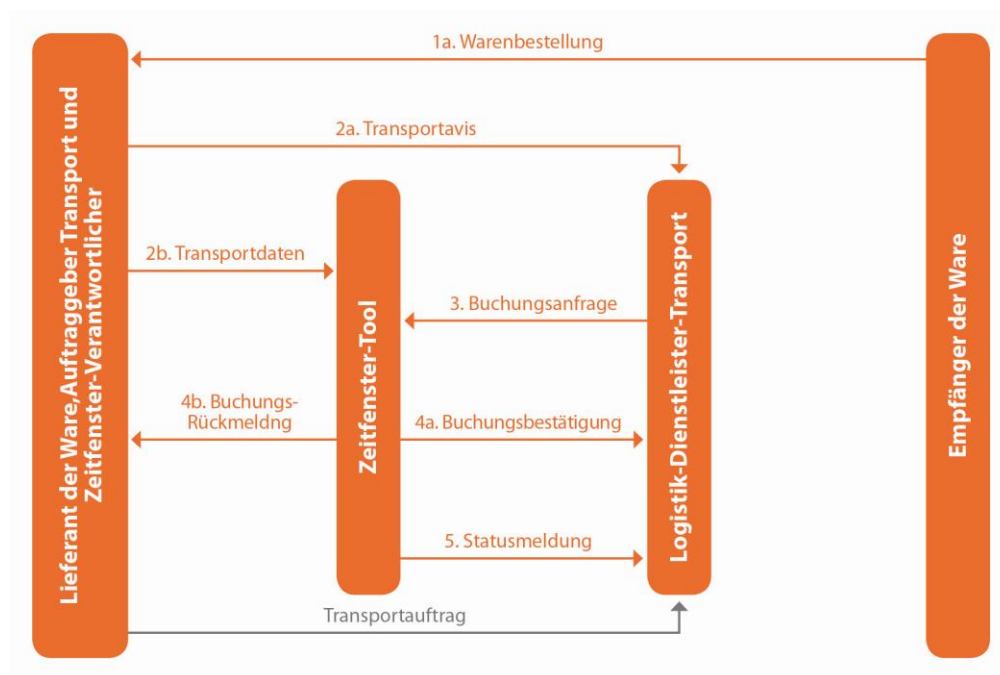 1a. Warenbestellung
2a. Transportavis
2b. Transportdaten
3. Buchungsanfrage
4b. Buchungs-
Rückmeldng
4a. Buchungsbestätigung
5. Statusmeldung
Transportauftrag
Lieferant der Ware,Auftraggeber Transport und
Zeitfenster-Verantwortlicher
Zeitfenster-Tool
Logistik-Dienstleister-Transport
Empfänger der Ware